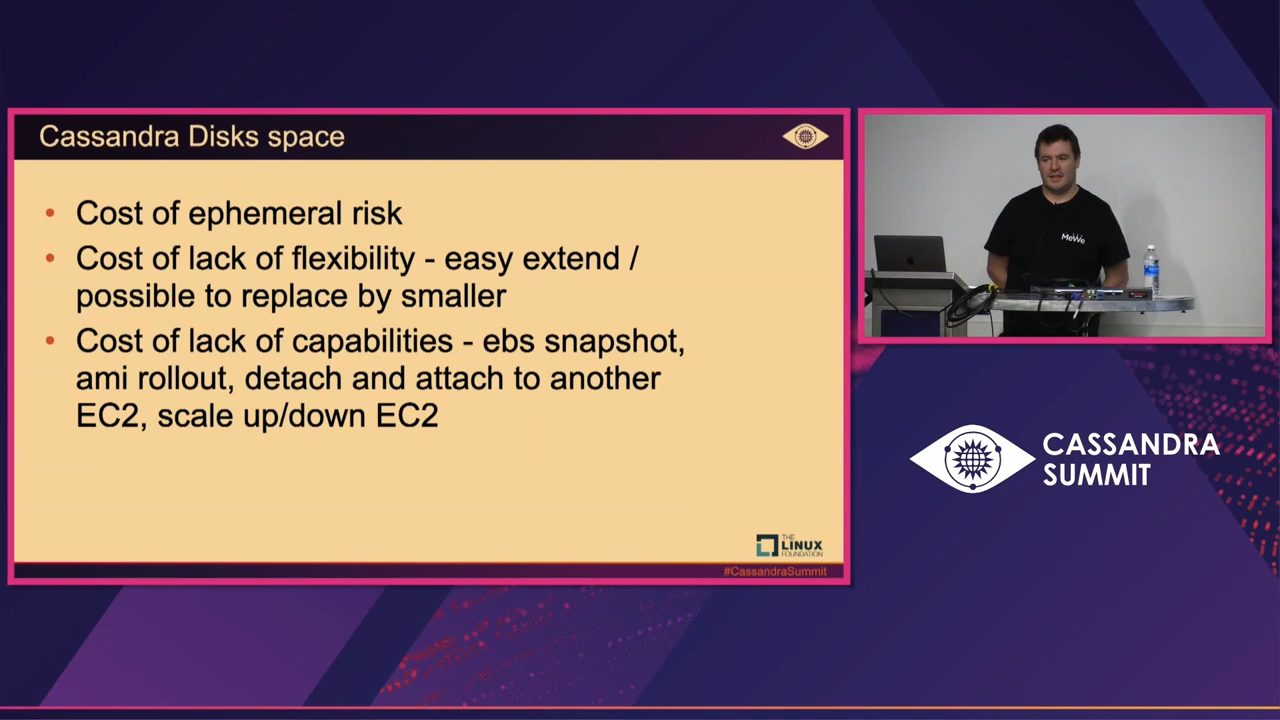 Cassandra Disks space
• Cost of ephemeral risk
• Cost of lack of flexibility - easy extend /
possible to replace by smaller
• Cost of lack of capabilities - ebs snapshot,
ami rollout, detach and attach to another
EC2, scale up/down EC2
THE
LINUX
FOUNDATION
#CassandraSummit
MeWe
CASSANDRA
SUMMIT